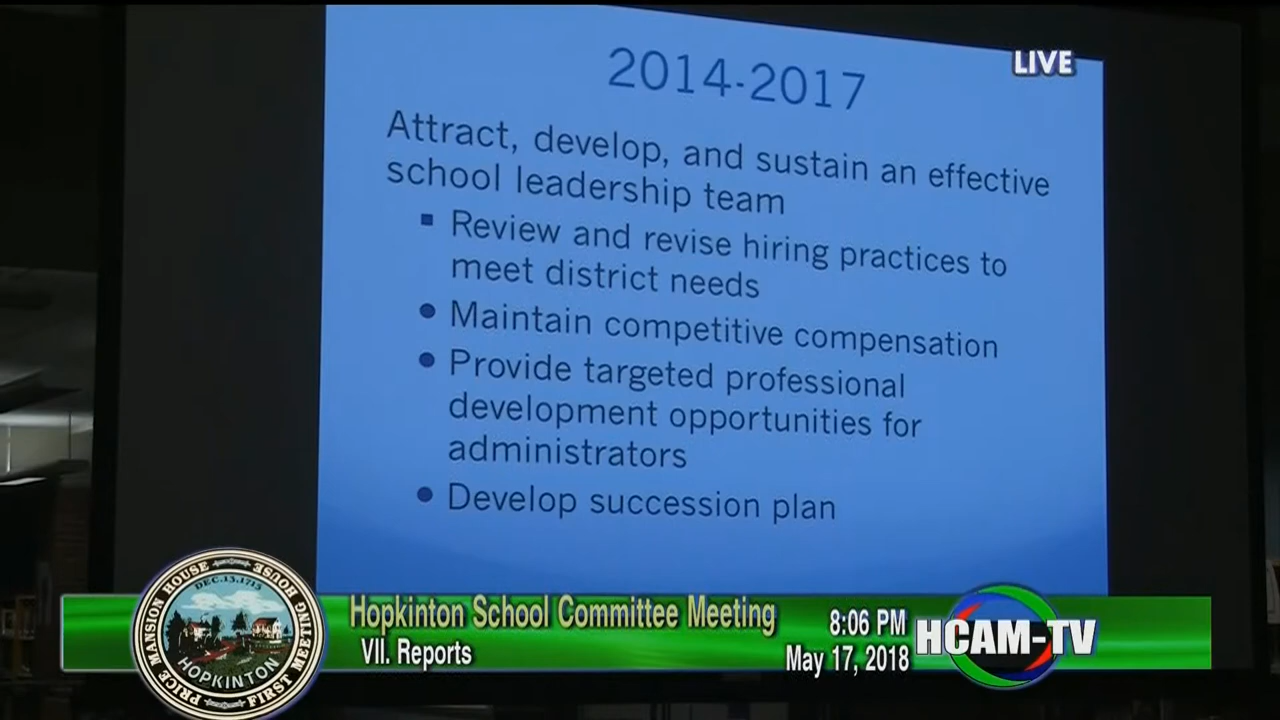 LIVE
2014-2017
Attract, develop, and sustain an effective
school leadership team
▪ Review and revise hiring practices to
meet district needs
• Maintain competitive compensation
• Provide targeted professional
development opportunities for
administrators
• Develop succession plan
Hopkinton School Committee Meeting
VII. Reports
8:06 PM
May 17, 2018
HCAM-TV
PRICE MANSION HOUSE
HOUSE FIRST MEETING
DEC.13.1715
HOPKINTON